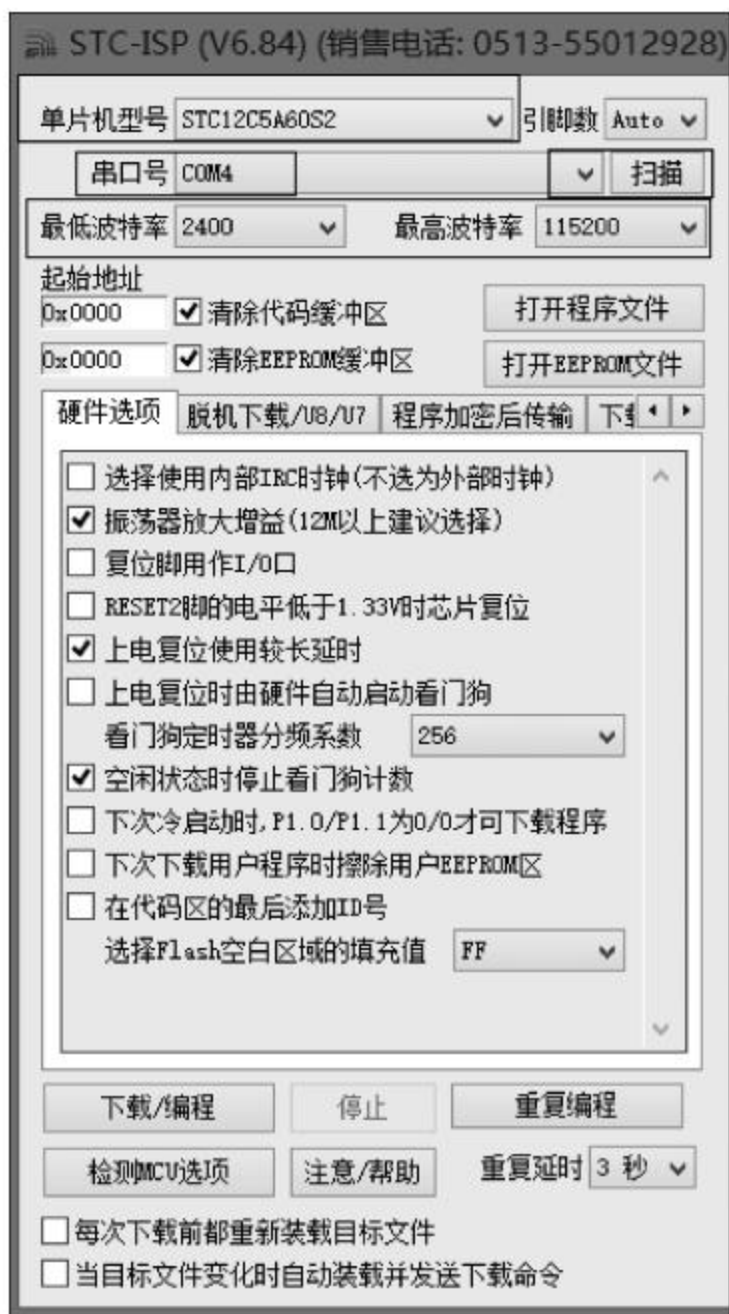 STC-ISP (V6.84) (销售电话: 0513-55012928)
单片机型号 STC12C5A60S2 引脚数 Auto
串口号 COM4 扫描
最低波特率 2400 最高波特率 115200
起始地址
0x0000 清除代码缓冲区 打开程序文件
0x0000 清除EEPROM缓冲区 打开EEPROM文件
硬件选项 脱机下载/U8/U7 程序加密后传输
选择使用内部IRC时钟(不选为外部时钟)
振荡器放大增益(12M以上建议选择)
复位脚用作I/O口
RESET2脚的电平低于1.33V时芯片复位
上电复位使用较长延时
上电复位时由硬件自动启动看门狗
看门狗定时器分频系数 256
空闲状态时停止看门狗计数
下次冷启动时,P1.0/P1.1为0/0才可下载程序
下次下载用户程序时擦除用户EEPROM区
在代码区的最后添加ID号
选择Flash空白区域的填充值 FF
下载/编程 停止 重复编程
检测MCU选项 注意/帮助 重复延时 3 秒
每次下载前都重新装载目标文件
当目标文件变化时自动装载并发送下载命令